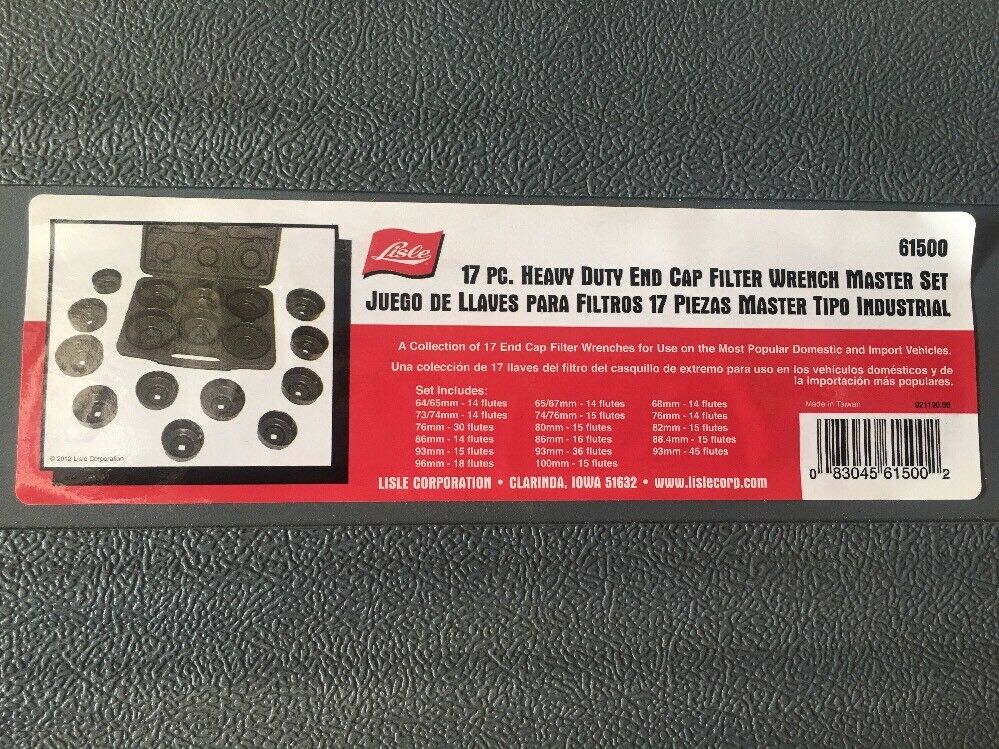 Lisle
61500
17 PC. HEAVY DUTY END CAP FILTER WRENCH MASTER SET
JUEGO DE LLAVES PARA FILTROS 17 PIEZAS MASTER TIPO INDUSTRIAL
A Collection of 17 End Cap Filter Wrenches for Use on the Most Popular Domestic and Import Vehicles.
Una colección de 17 llaves del filtro del casquillo de extremo para uso en los vehículos domésticos y de
la importación más populares.
Set Includes:
64/65mm - 14 flutes 65/67mm - 14 flutes 68mm - 14 flutes
73/74mm - 14 flutes 74/76mm - 15 flutes 76mm - 14 flutes
76mm - 30 flutes 80mm - 15 flutes 82mm - 15 flutes
86mm - 14 flutes 86mm - 16 flutes 88.4mm - 15 flutes
93mm - 15 flutes 93mm - 36 flutes 93mm - 45 flutes
96mm - 18 flutes 100mm - 15 flutes
Made in Taiwan
0 83045 61500 2
© 2012 Lisle Corporation
LISLE CORPORATION • CLARINDA, IOWA 51632 • www.lislecorp.com